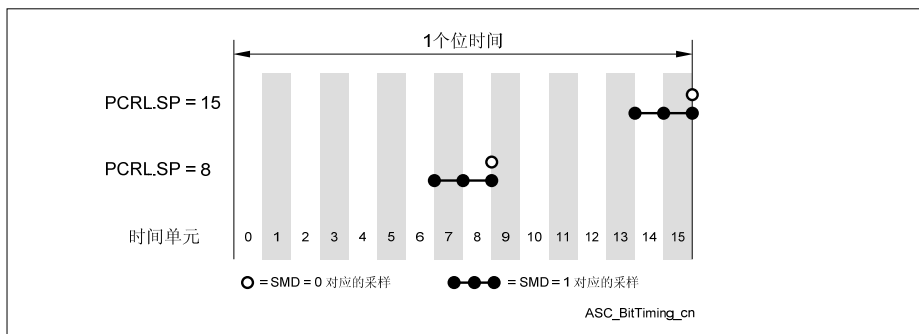 1个位时间
PCRL.SP = 15
PCRL.SP = 8
时间单元 0 1 2 3 4 5 6 7 8 9 10 11 12 13 14 15
= SMD = 0 对应的采样 = SMD = 1 对应的采样
ASC_BitTiming_cn